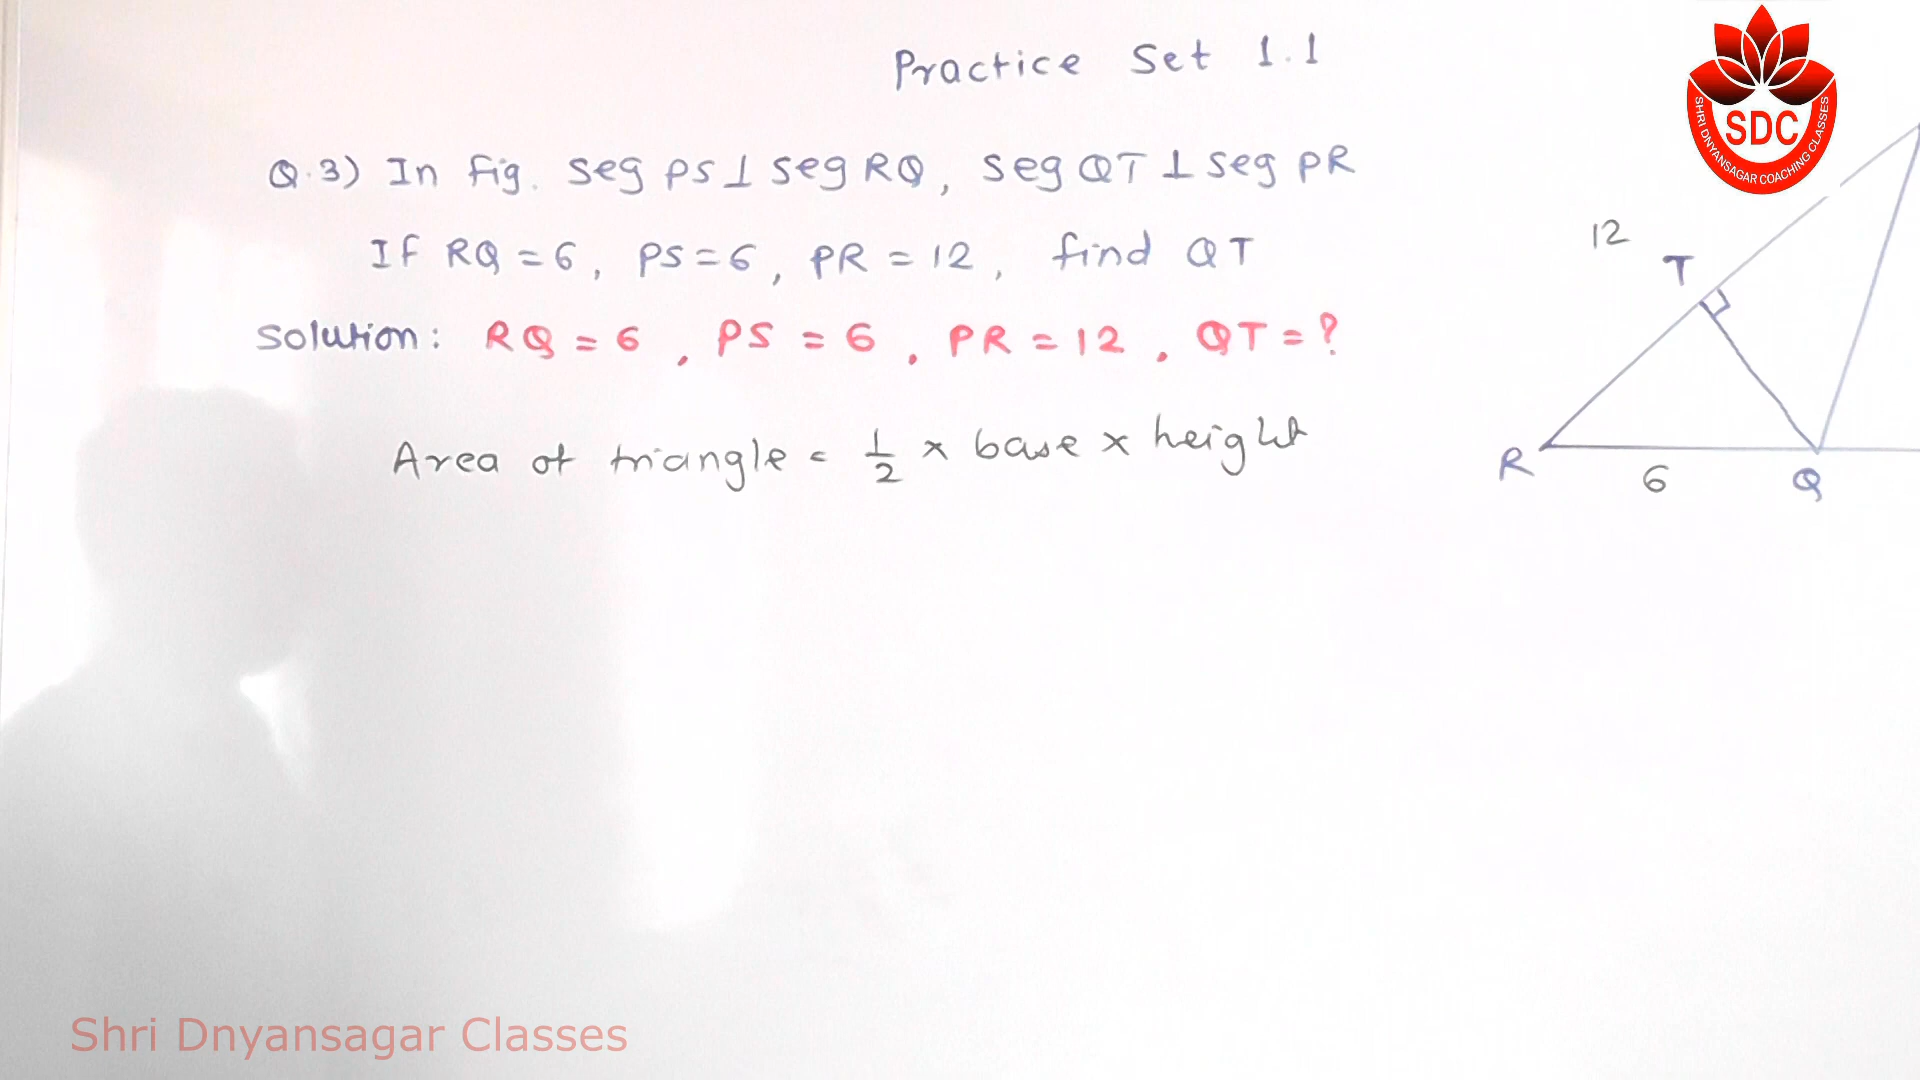 Practice Set 1.1
SDC
SHRI DNYANSAGAR COACHING CLASSES
Q.3) In fig. seg PS ⊥ seg RQ, seg QT ⊥ seg PR
If RQ = 6, PS = 6, PR = 12, find QT
Solution: RQ = 6, PS = 6, PR = 12, QT = ?
Area of triangle = 1/2 × base × height
12
T
R
6
Q
Shri Dnyansagar Classes